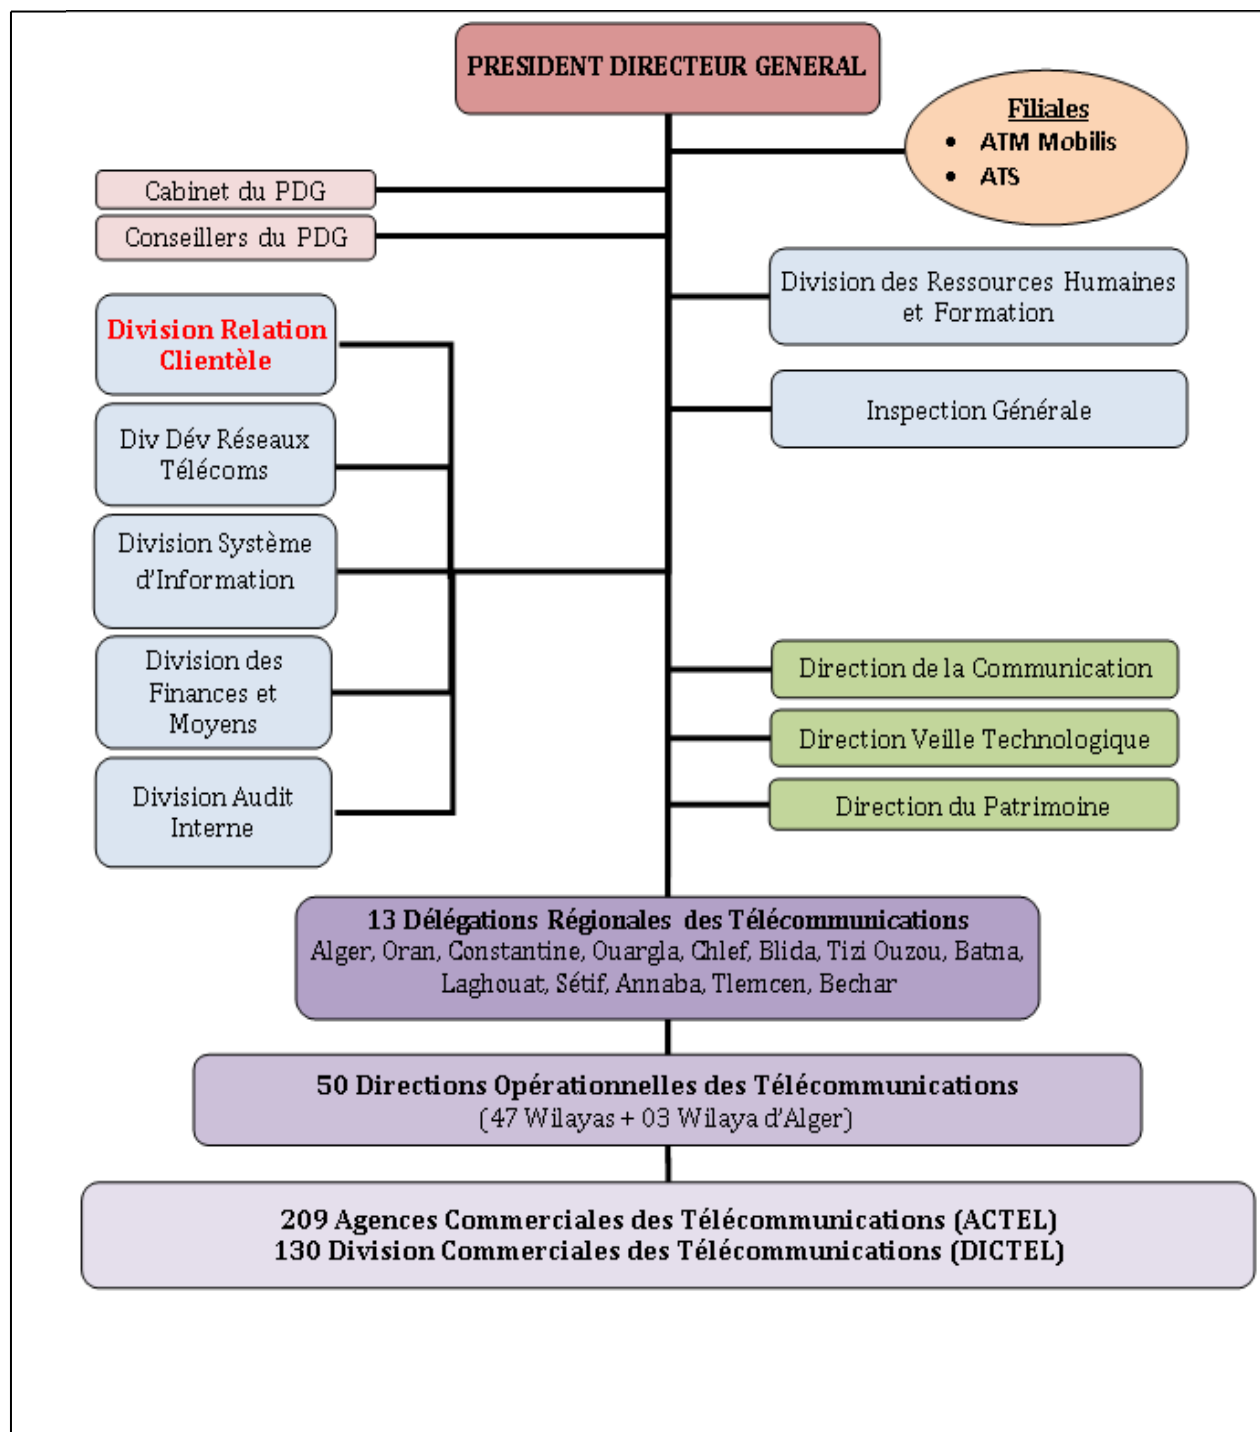 PRESIDENT DIRECTEUR GENERAL
Filiales
• ATM Mobilis
• ATS
Cabinet du PDG
Conseillers du PDG
Division des Ressources Humaines
et Formation
Inspection Générale
Division Relation
Clientèle
Div Dév Réseaux
Télécoms
Division Système
d'Information
Division des
Finances et
Moyens
Division Audit
Interne
Direction de la Communication
Direction Veille Technologique
Direction du Patrimoine
13 Délégations Régionales des Télécommunications
Alger, Oran, Constantine, Ouargla, Chlef, Blida, Tizi Ouzou, Batna,
Laghouat, Sétif, Annaba, Tlemcen, Bechar
50 Directions Opérationnelles des Télécommunications
(47 Wilayas + 03 Wilaya d'Alger)
209 Agences Commerciales des Télécommunications (ACTEL)
130 Division Commerciales des Télécommunications (DICTEL)